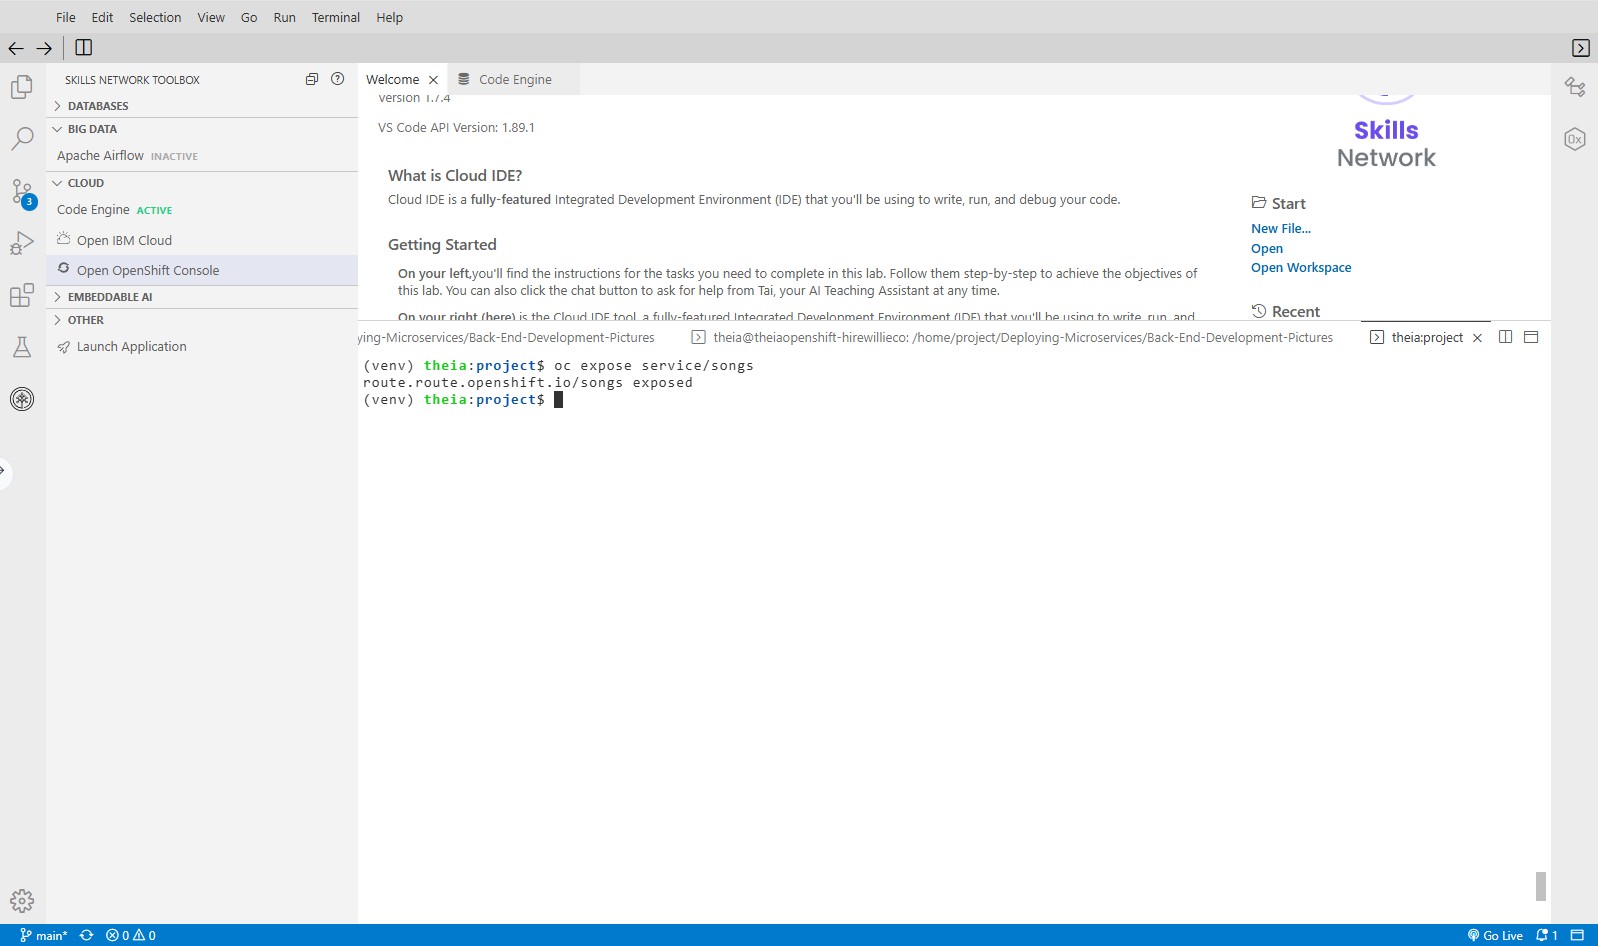 File Edit Selection View Go Run Terminal Help
SKILLS NETWORK TOOLBOX
DATABASES
BIG DATA
Apache Airflow INACTIVE
CLOUD
Code Engine ACTIVE
Open IBM Cloud
Open OpenShift Console
EMBEDDABLE AI
OTHER
Launch Application
3
Welcome
Code Engine
Version 1.7.4
VS Code API Version: 1.89.1
What is Cloud IDE?
Cloud IDE is a fully-featured Integrated Development Environment (IDE) that you'll be using to write, run, and debug your code.
Getting Started
On your left,you'll find the instructions for the tasks you need to complete in this lab. Follow them step-by-step to achieve the objectives of
this lab. You can also click the chat button to ask for help from Tai, your AI Teaching Assistant at any time.
On your right (here) is the Cloud IDE tool, a fully-featured Integrated Development Environment (IDE) that you'll be using to write, run, and
Skills
Network
Start
New File...
Open
Open Workspace
Recent
0x
ying-Microservices/Back-End-Development-Pictures
theia@theiaopenshift-hirewillieco: /home/project/Deploying-Microservices/Back-End-Development-Pictures
theia:project
(venv) theia:project$ oc expose service/songs
route.route.openshift.io/songs exposed
(venv) theia:project$
main* 0 0
Go Live 1